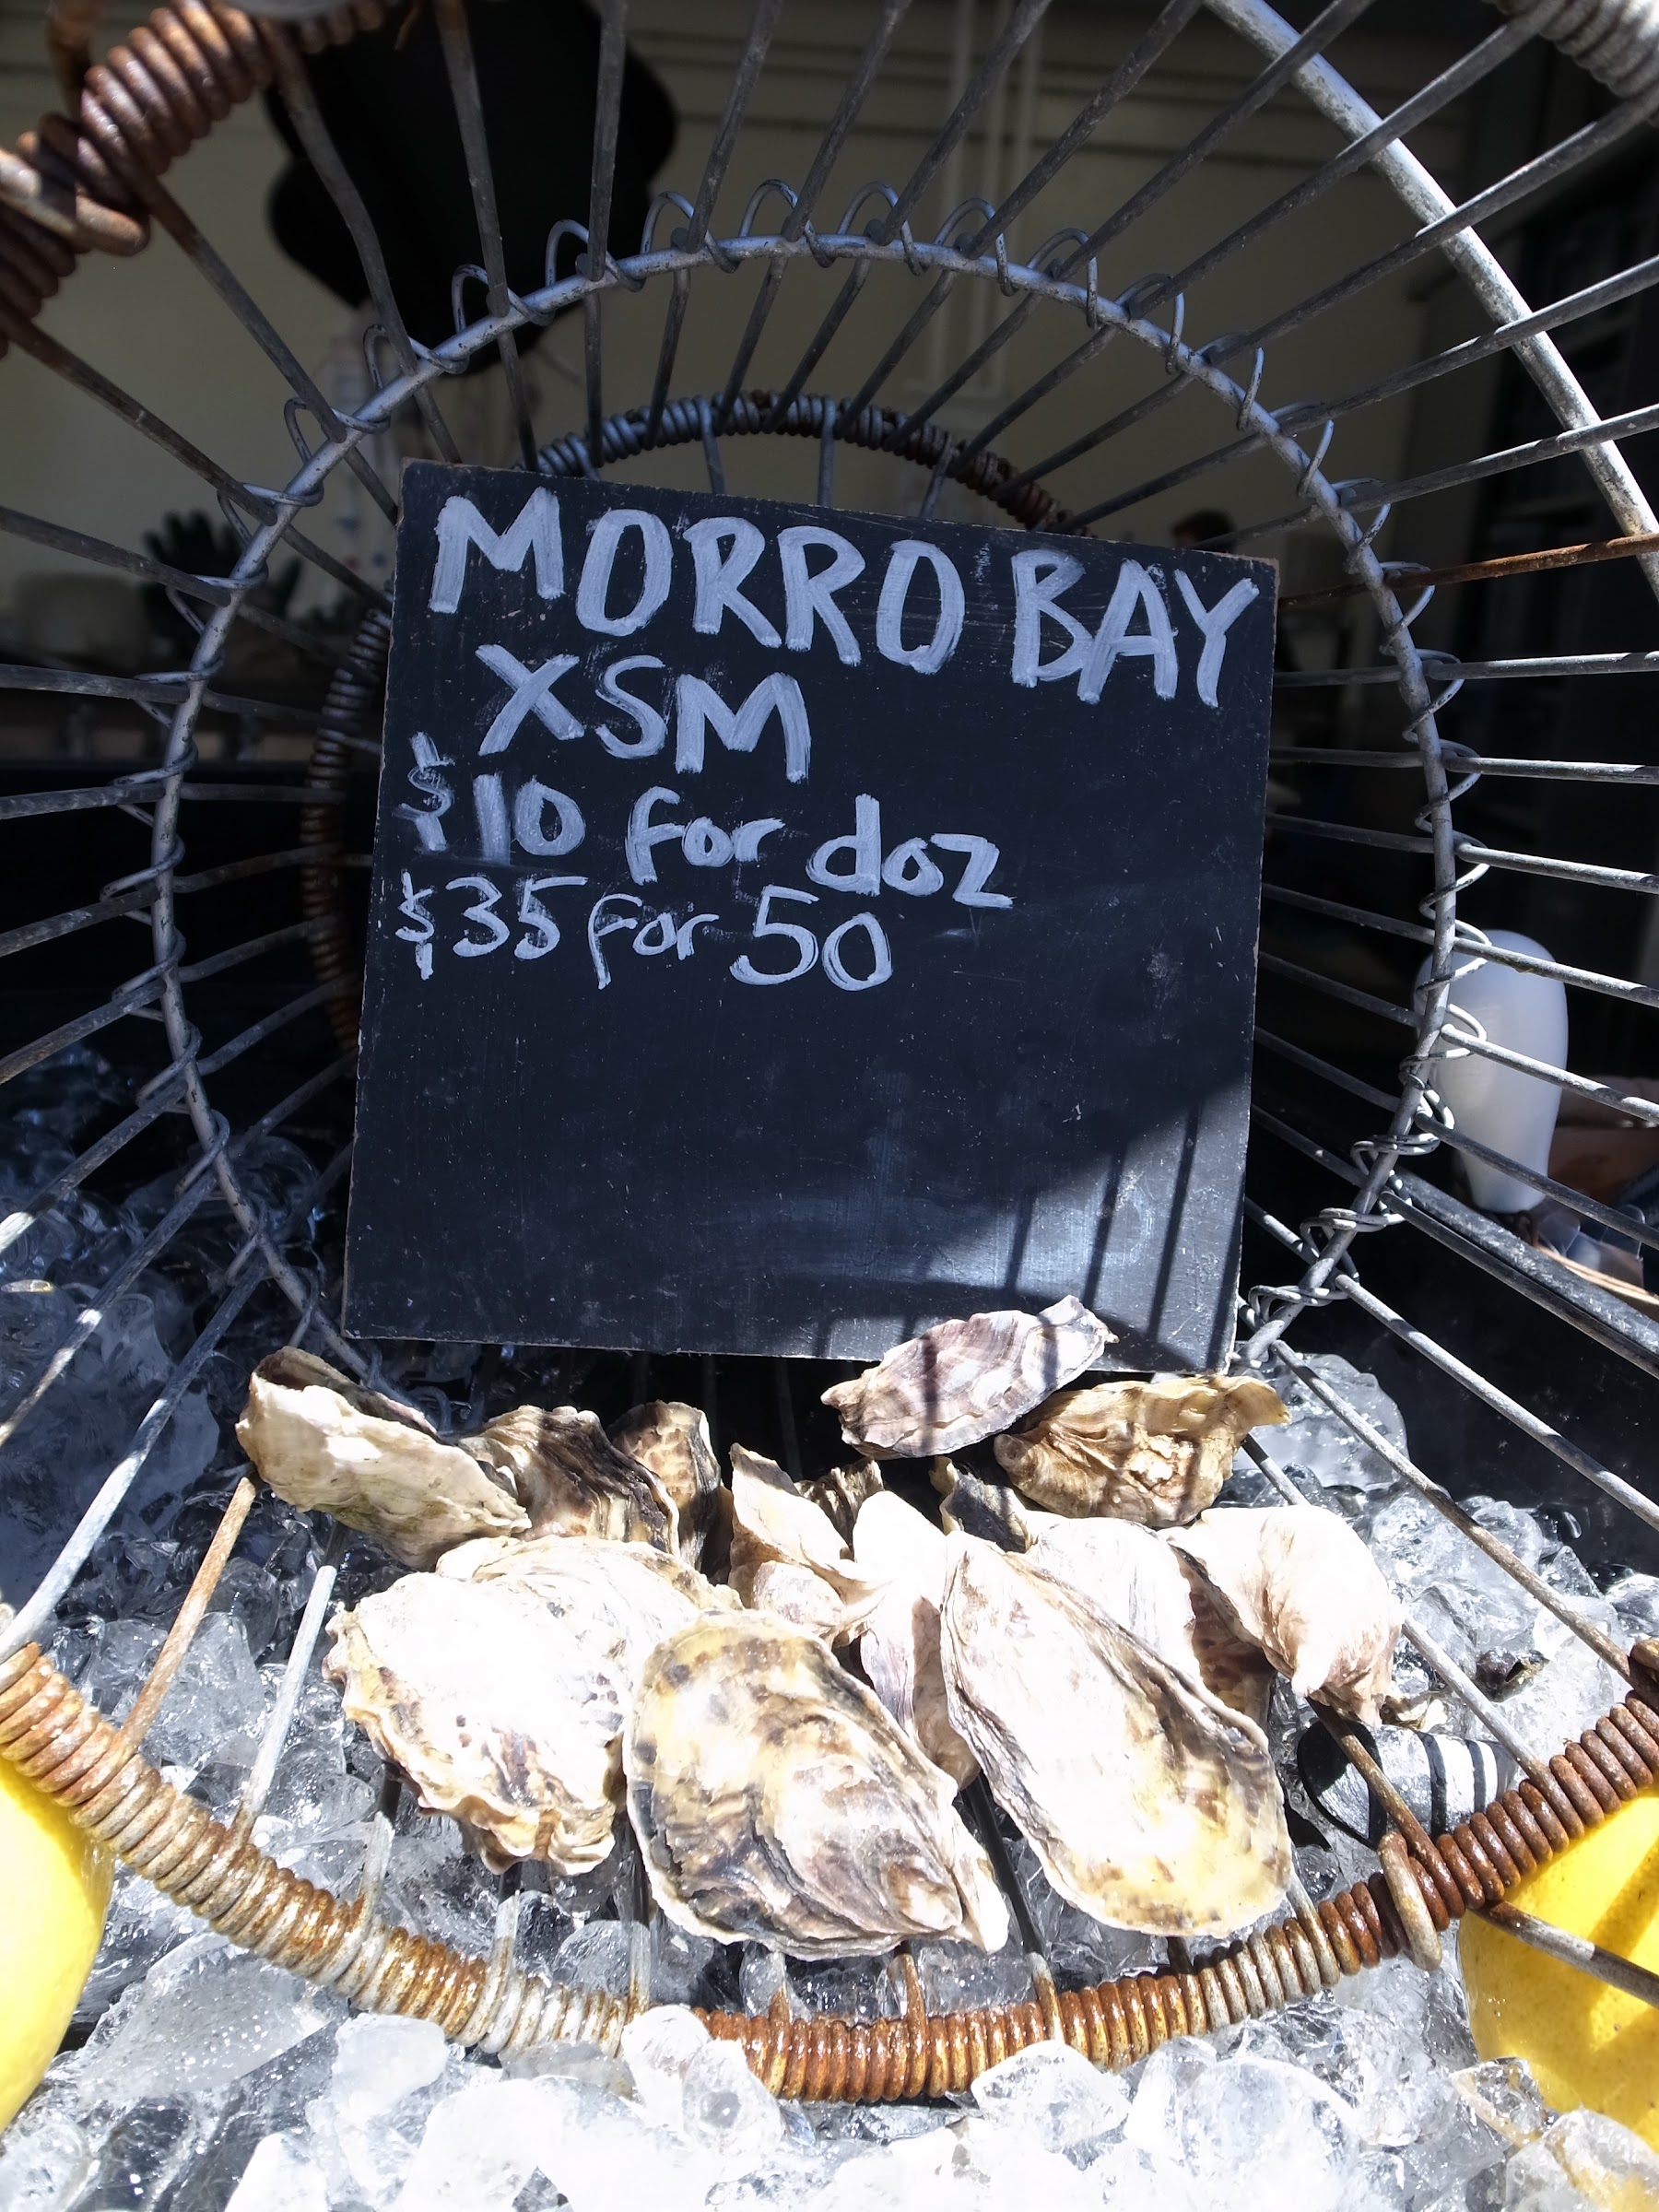 MORRO BAY
XSM
$10 for doz
$35 for 50